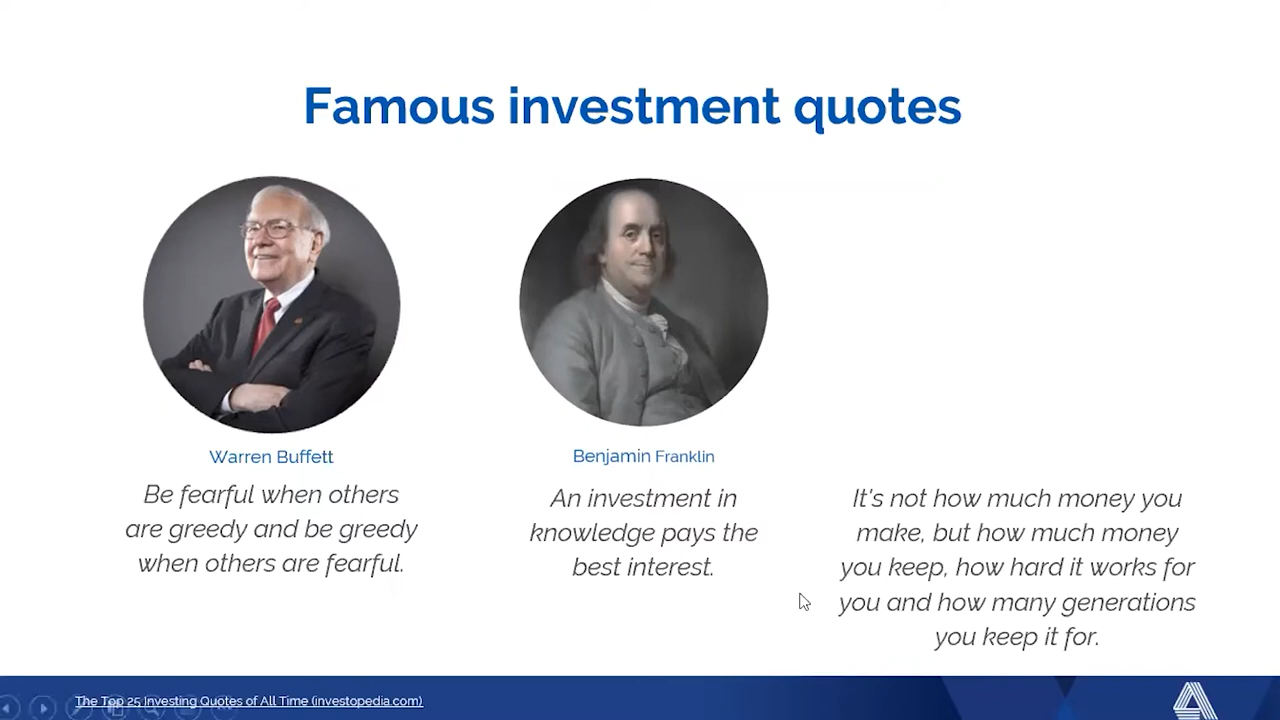 Famous investment quotes
Warren Buffett
Be fearful when others
are greedy and be greedy
when others are fearful.
Benjamin Franklin
An investment in
knowledge pays the
best interest.
It's not how much money you
make, but how much money
you keep, how hard it works for
you and how many generations
you keep it for.
The Top 25 Investing Quotes of All Time (investopedia.com)